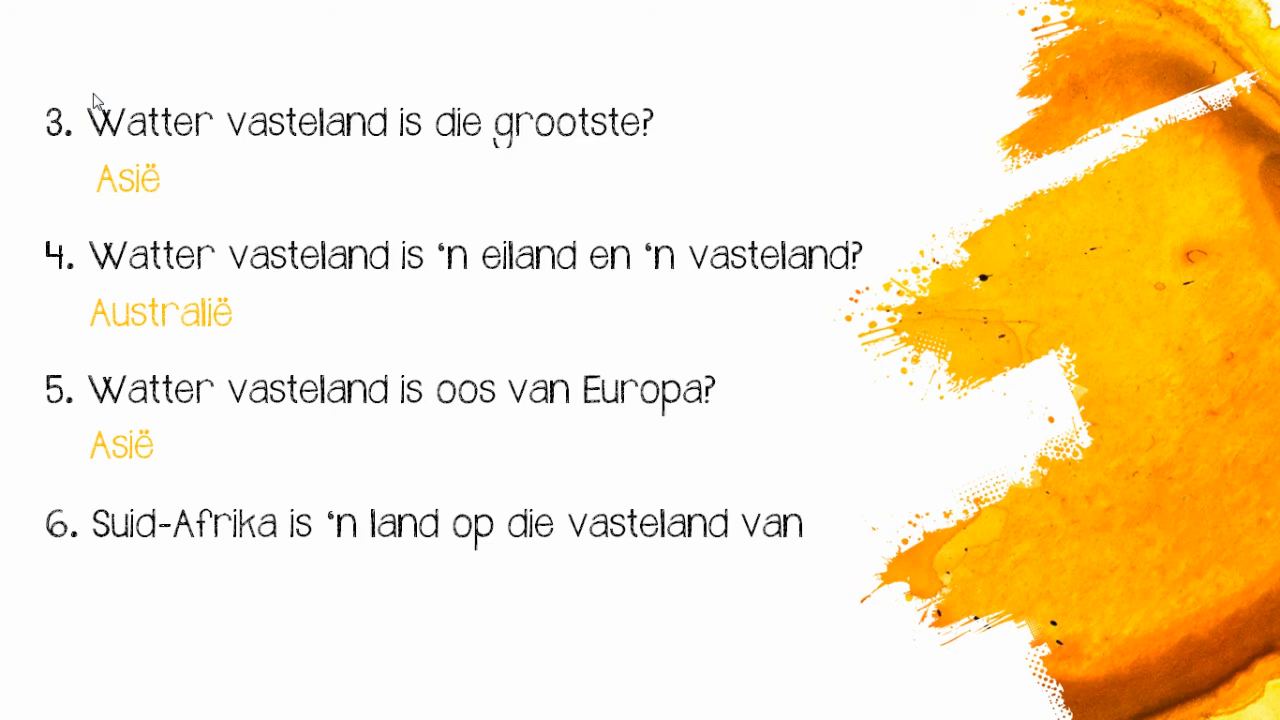 3. Watter vasteland is die grootste?
Asië
4. Watter vasteland is ‘n eiland en ‘n vasteland?
Australië
5. Watter vasteland is oos van Europa?
Asië
6. Suid-Afrika is ‘n land op die vasteland van